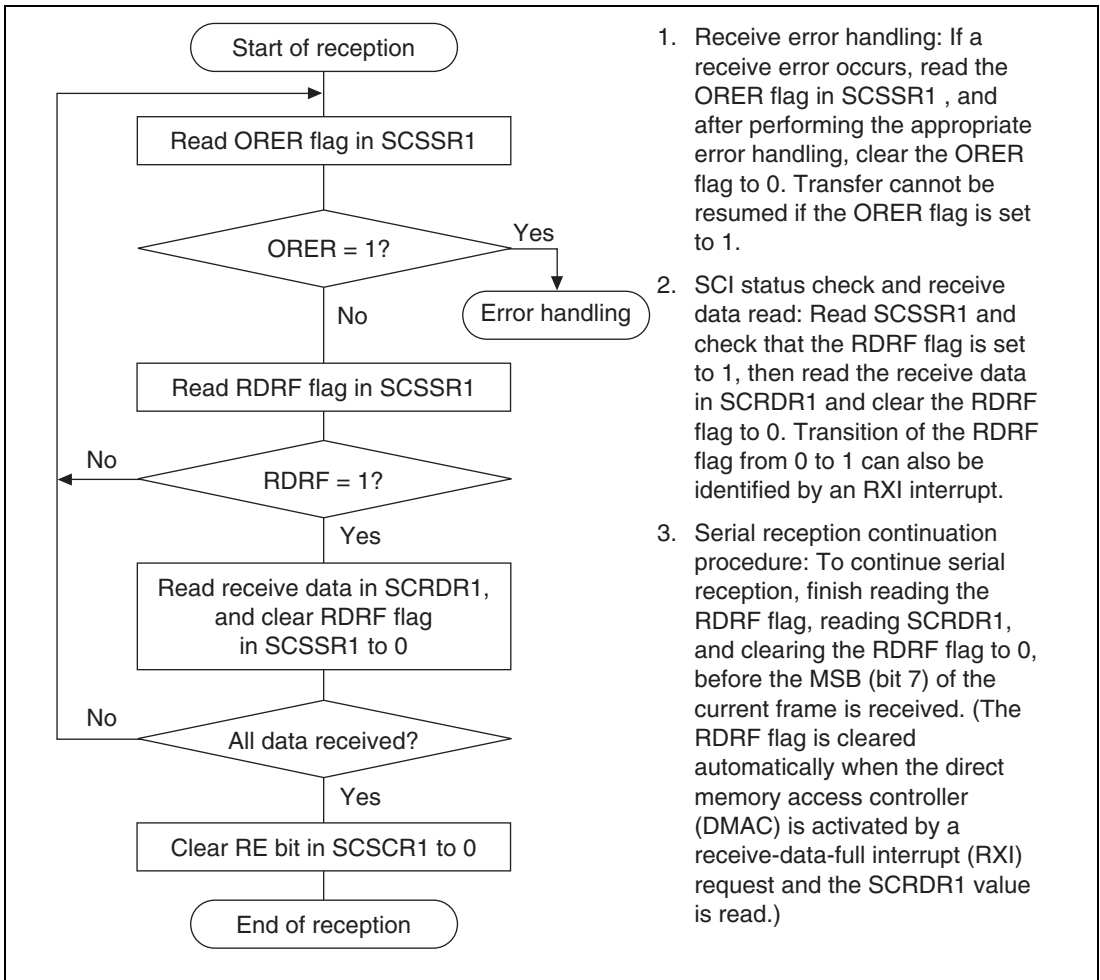 Start of reception
Read ORER flag in SCSSR1
ORER = 1?
Yes
Error handling
No
Read RDRF flag in SCSSR1
No
RDRF = 1?
Yes
Read receive data in SCRDR1,
and clear RDRF flag
in SCSSR1 to 0
No
All data received?
Yes
Clear RE bit in SCSCR1 to 0
End of reception
1. Receive error handling: If a
receive error occurs, read the
ORER flag in SCSSR1 , and
after performing the appropriate
error handling, clear the ORER
flag to 0. Transfer cannot be
resumed if the ORER flag is set
to 1.
2. SCI status check and receive
data read: Read SCSSR1 and
check that the RDRF flag is set
to 1, then read the receive data
in SCRDR1 and clear the RDRF
flag to 0. Transition of the RDRF
flag from 0 to 1 can also be
identified by an RXI interrupt.
3. Serial reception continuation
procedure: To continue serial
reception, finish reading the
RDRF flag, reading SCRDR1,
and clearing the RDRF flag to 0,
before the MSB (bit 7) of the
current frame is received. (The
RDRF flag is cleared
automatically when the direct
memory access controller
(DMAC) is activated by a
receive-data-full interrupt (RXI)
request and the SCRDR1 value
is read.)